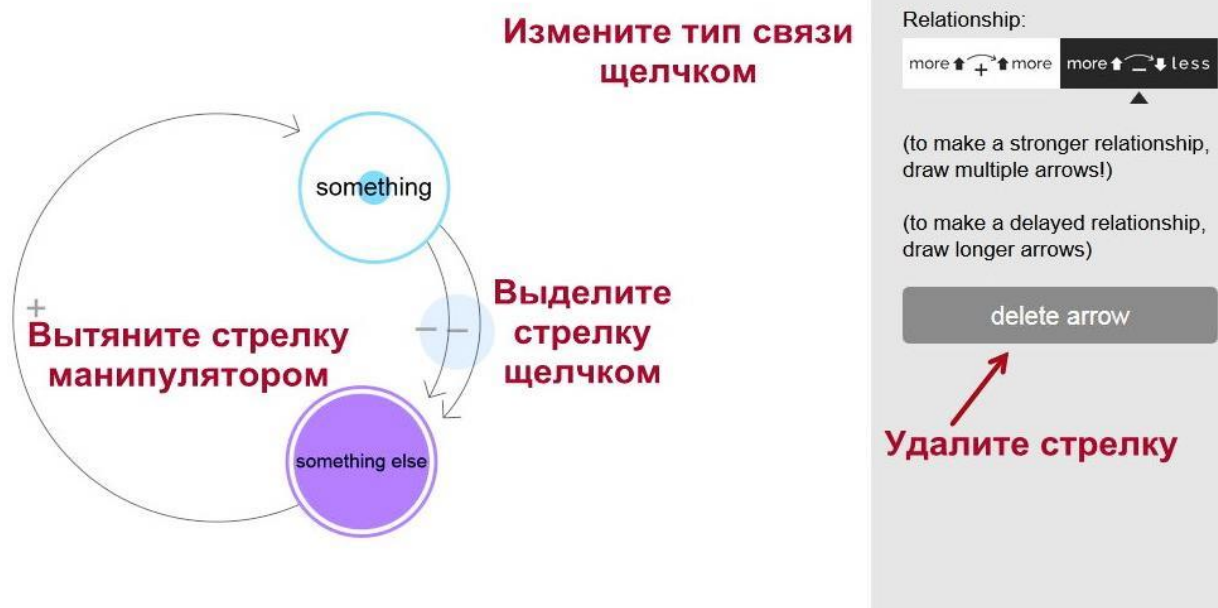 Измените тип связи
щелчком
something
+
Вытяните стрелку
манипулятором
− −
Выделите
стрелку
щелчком
something else
Relationship:
more + more more − less
(to make a stronger relationship,
draw multiple arrows!)
(to make a delayed relationship,
draw longer arrows)
delete arrow
Удалите стрелку